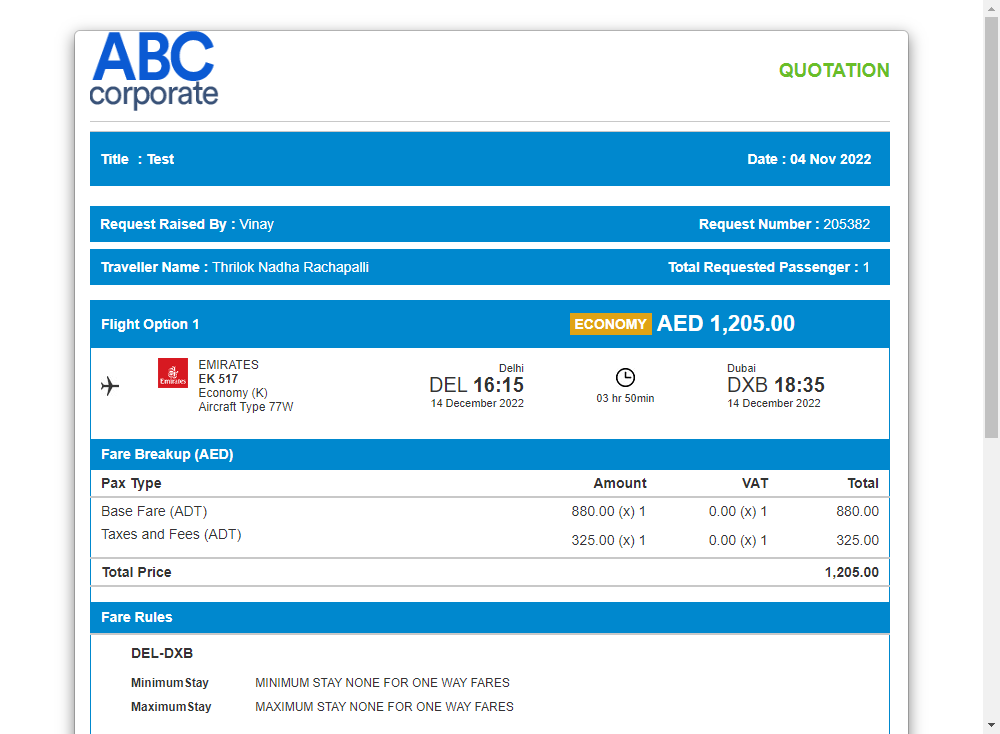 ABC
corporate
QUOTATION
Title : Test Date : 04 Nov 2022
Request Raised By : Vinay Request Number : 205382
Traveller Name : Thrilok Nadha Rachapalli Total Requested Passenger : 1
Flight Option 1 ECONOMY AED 1,205.00
Emirates
EMIRATES
EK 517
Economy (K)
Aircraft Type 77W
Delhi
DEL 16:15
14 December 2022
03 hr 50min
Dubai
DXB 18:35
14 December 2022
Fare Breakup (AED)
Pax Type Amount VAT Total
Base Fare (ADT) 880.00 (x) 1 0.00 (x) 1 880.00
Taxes and Fees (ADT) 325.00 (x) 1 0.00 (x) 1 325.00
Total Price 1,205.00
Fare Rules
DEL-DXB
MinimumStay MINIMUM STAY NONE FOR ONE WAY FARES
MaximumStay MAXIMUM STAY NONE FOR ONE WAY FARES